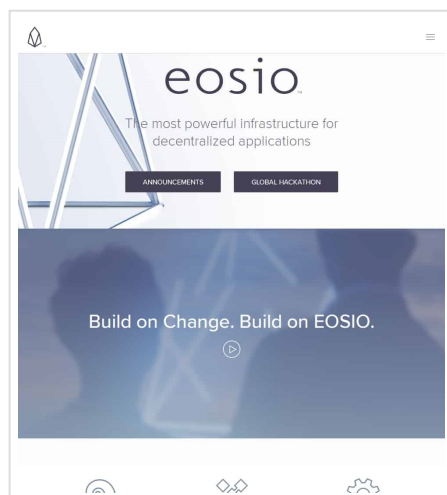 eosio
The most powerful infrastructure for
decentralized applications
ANNOUNCEMENTS GLOBAL HACKATHON
Build on Change. Build on EOSIO.